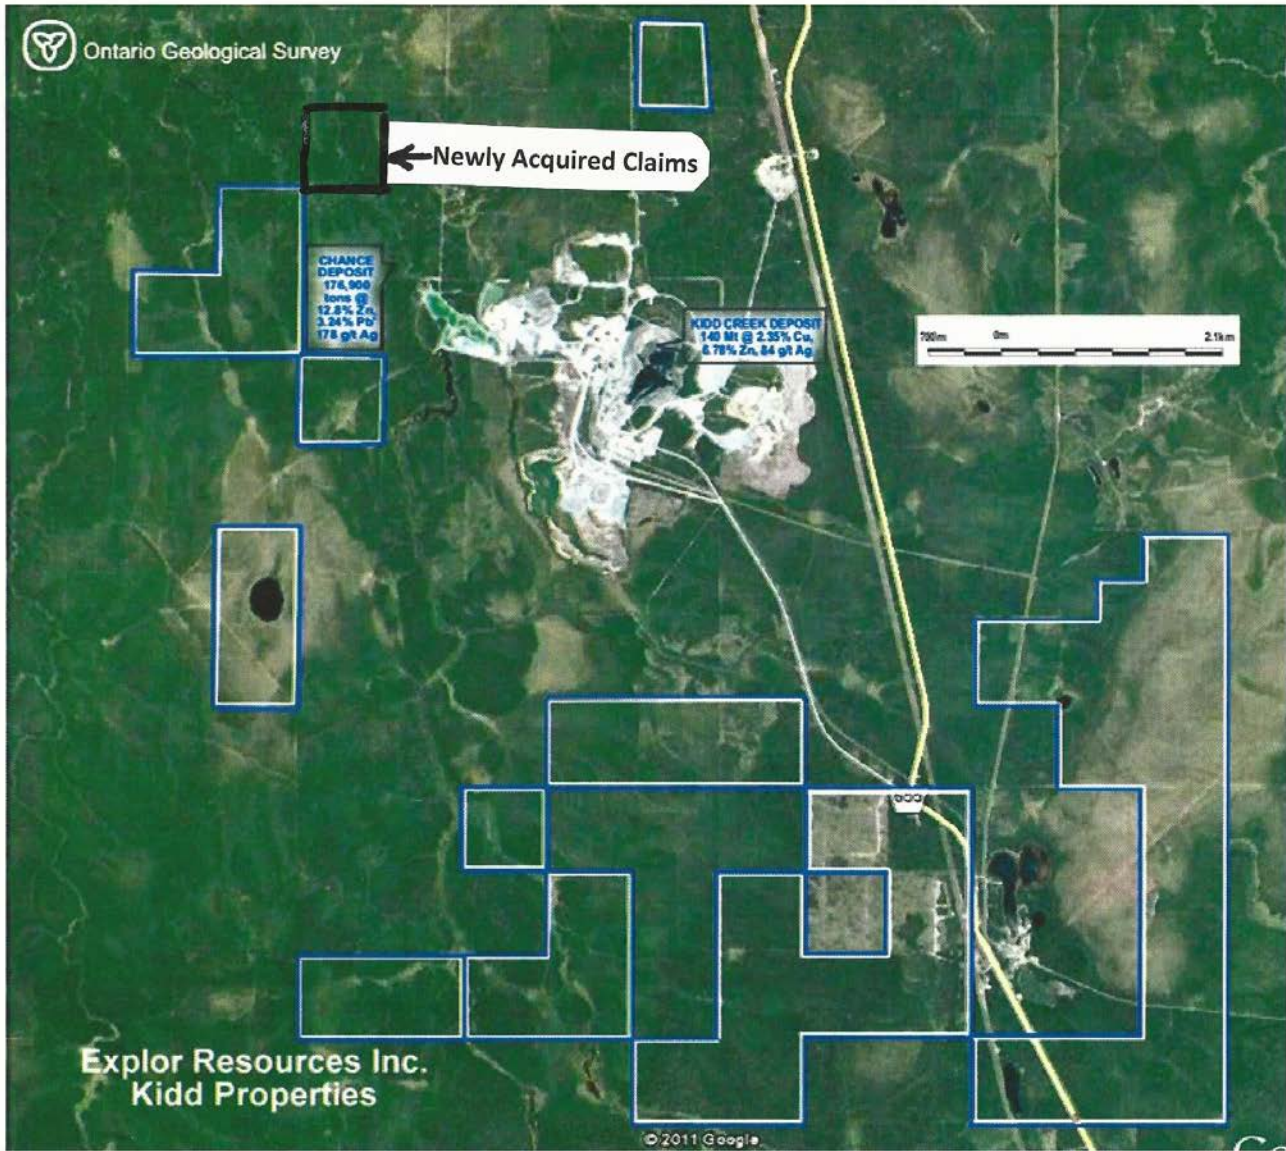 Ontario Geological Survey
Newly Acquired Claims
CHANCE
DEPOSIT
176,900
tons @
12.8% Zn,
3.24% Pb
178 g/t Ag
KIDD CREEK DEPOSIT
140 Mt @ 2.35% Cu,
6.78% Zn, 84 g/t Ag
700m 0m 2.1km
Explor Resources Inc.
Kidd Properties
© 2011 Google